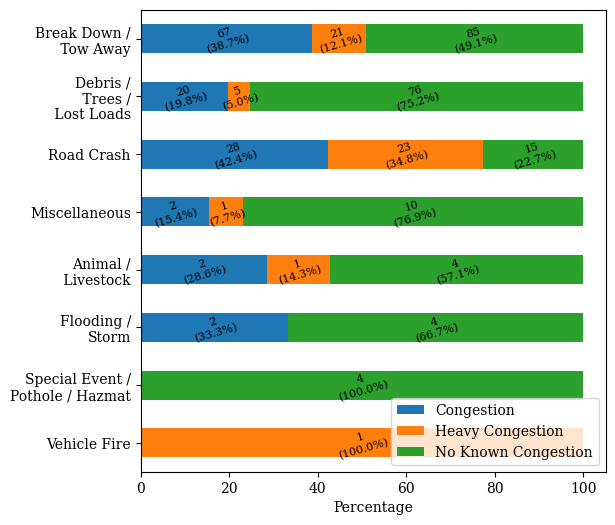 Break Down /
Tow Away
67
(38.7%)
21
(12.1%)
85
(49.1%)
Debris /
Trees /
Lost Loads
20
(19.8%)
5
(5.0%)
76
(75.2%)
Road Crash
28
(42.4%)
23
(34.8%)
15
(22.7%)
Miscellaneous
2
(15.4%)
1
(7.7%)
10
(76.9%)
Animal /
Livestock
2
(28.6%)
1
(14.3%)
4
(57.1%)
Flooding /
Storm
2
(33.3%)
4
(66.7%)
Special Event /
Pothole / Hazmat
4
(100.0%)
Vehicle Fire
1
(100.0%)
Congestion
Heavy Congestion
No Known Congestion
0 20 40 60 80 100
Percentage